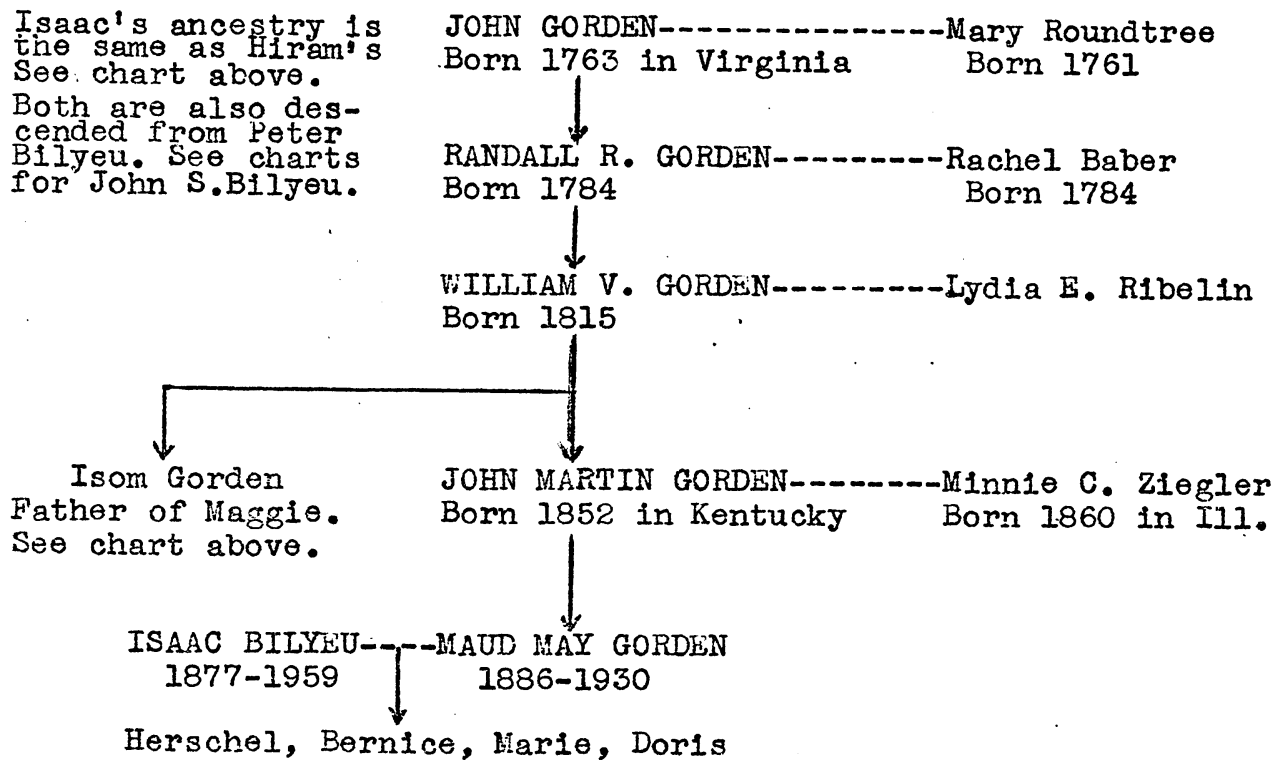 Isaac's ancestry is
the same as Hiram's
See chart above.
Both are also des-
cended from Peter
Bilyeu. See charts
for John S.Bilyeu.
JOHN GORDEN---------------Mary Roundtree
Born 1763 in Virginia Born 1761
RANDALL R. GORDEN---------Rachel Baber
Born 1784 Born 1784
WILLIAM V. GORDEN---------Lydia E. Ribelin
Born 1815
Isom Gorden
Father of Maggie.
See chart above.
JOHN MARTIN GORDEN--------Minnie C. Ziegler
Born 1852 in Kentucky Born 1860 in Ill.
ISAAC BILYEU----MAUD MAY GORDEN
1877-1959 1886-1930
Herschel, Bernice, Marie, Doris